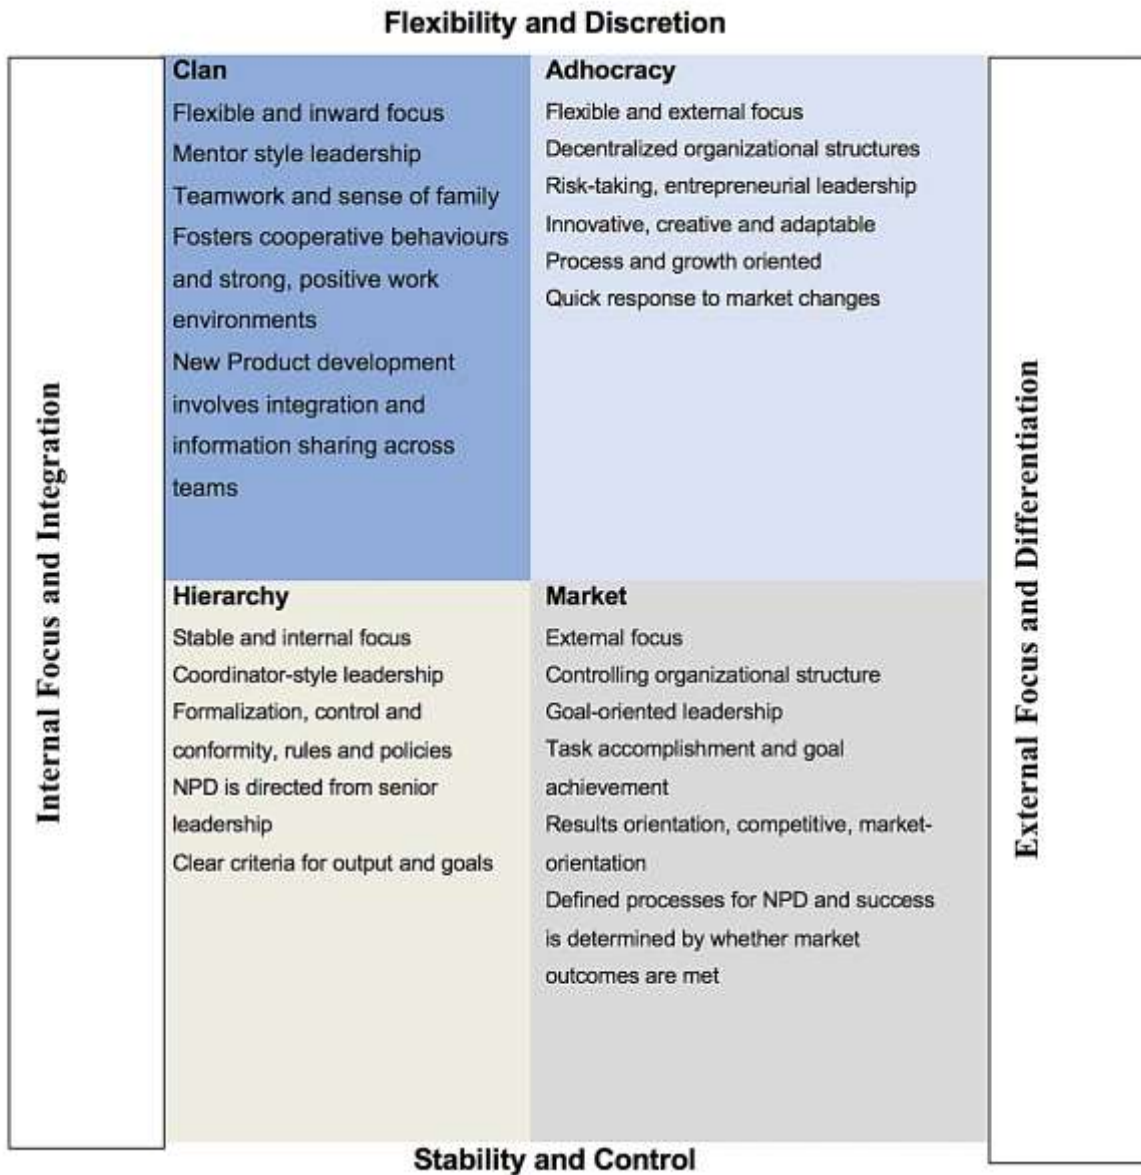 Flexibility and Discretion
Internal Focus and Integration
Clan
Flexible and inward focus
Mentor style leadership
Teamwork and sense of family
Fosters cooperative behaviours
and strong, positive work
environments
New Product development
involves integration and
information sharing across
teams
Adhocracy
Flexible and external focus
Decentralized organizational structures
Risk-taking, entrepreneurial leadership
Innovative, creative and adaptable
Process and growth oriented
Quick response to market changes
Hierarchy
Stable and internal focus
Coordinator-style leadership
Formalization, control and
conformity, rules and policies
NPD is directed from senior
leadership
Clear criteria for output and goals
Market
External focus
Controlling organizational structure
Goal-oriented leadership
Task accomplishment and goal
achievement
Results orientation, competitive, market-
orientation
Defined processes for NPD and success
is determined by whether market
outcomes are met
External Focus and Differentiation
Stability and Control